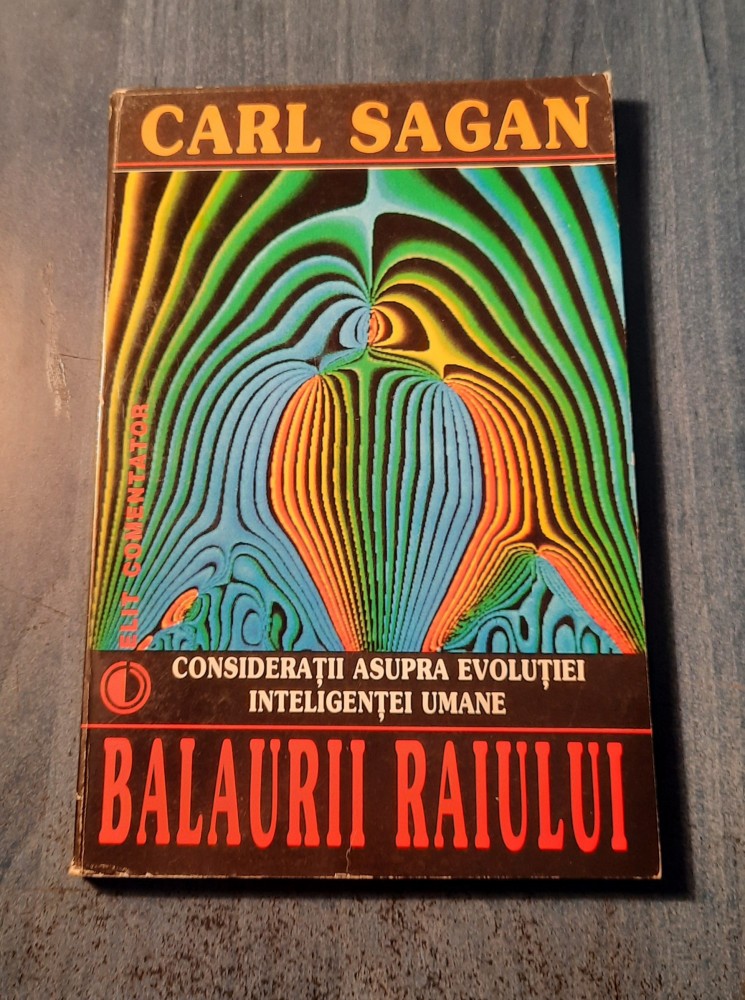 CARL SAGAN
ELIT COMENTATOR
CONSIDERAȚII ASUPRA EVOLUȚIEI
INTELIGENȚEI UMANE
BALAURII RAIULUI